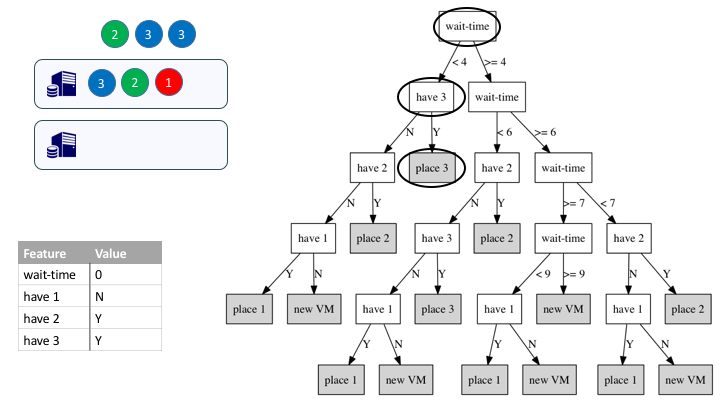 2 3 3
3 2 1
Feature Value
wait-time 0
have 1 N
have 2 Y
have 3 Y
wait-time
< 4 >= 4
have 3 wait-time
N Y < 6 >= 6
have 2 place 3 have 2 wait-time
N Y N Y >= 7 < 7
have 1 place 2 have 3 place 2 wait-time have 2
Y N N Y < 9 >= 9 N Y
place 1 new VM have 1 place 3 have 1 new VM have 1 place 2
Y N Y N Y N
place 1 new VM place 1 new VM place 1 new VM